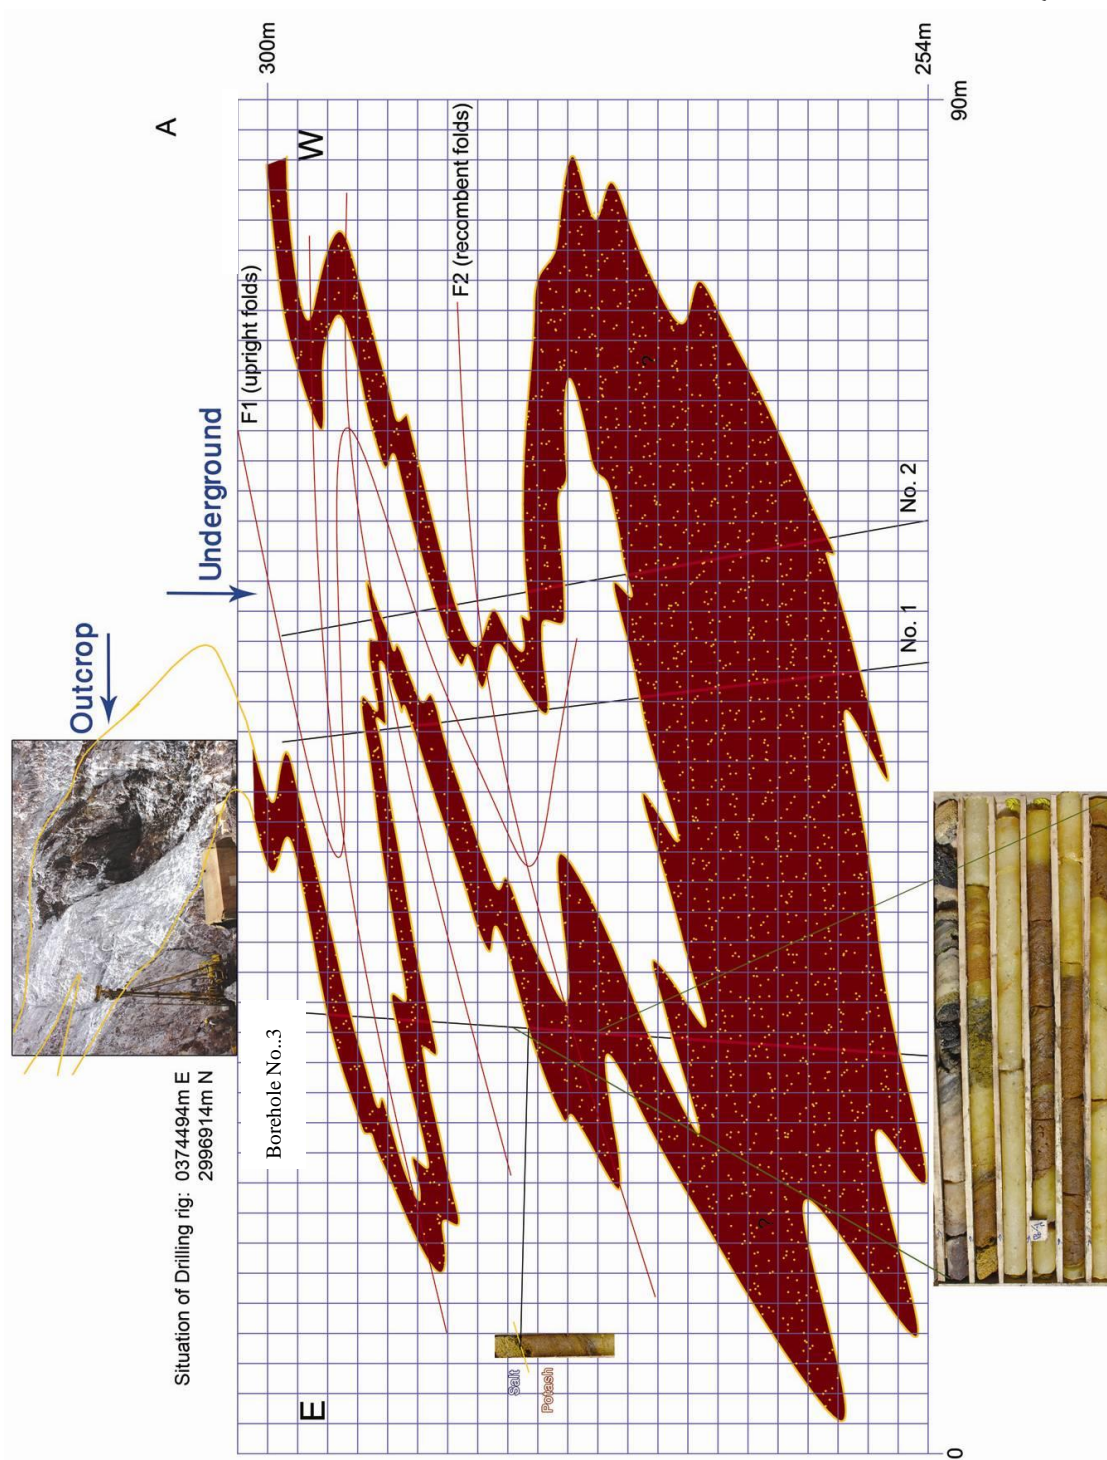 300m
254m
90m
A
W
F1 (upright folds)
F2 (recombent folds)
Underground
Outcrop
?
No. 2
No. 1
Borehole No..3
Situation of Drilling rig: 0374494m E
2996914m N
?
E
Salt
Potash
0